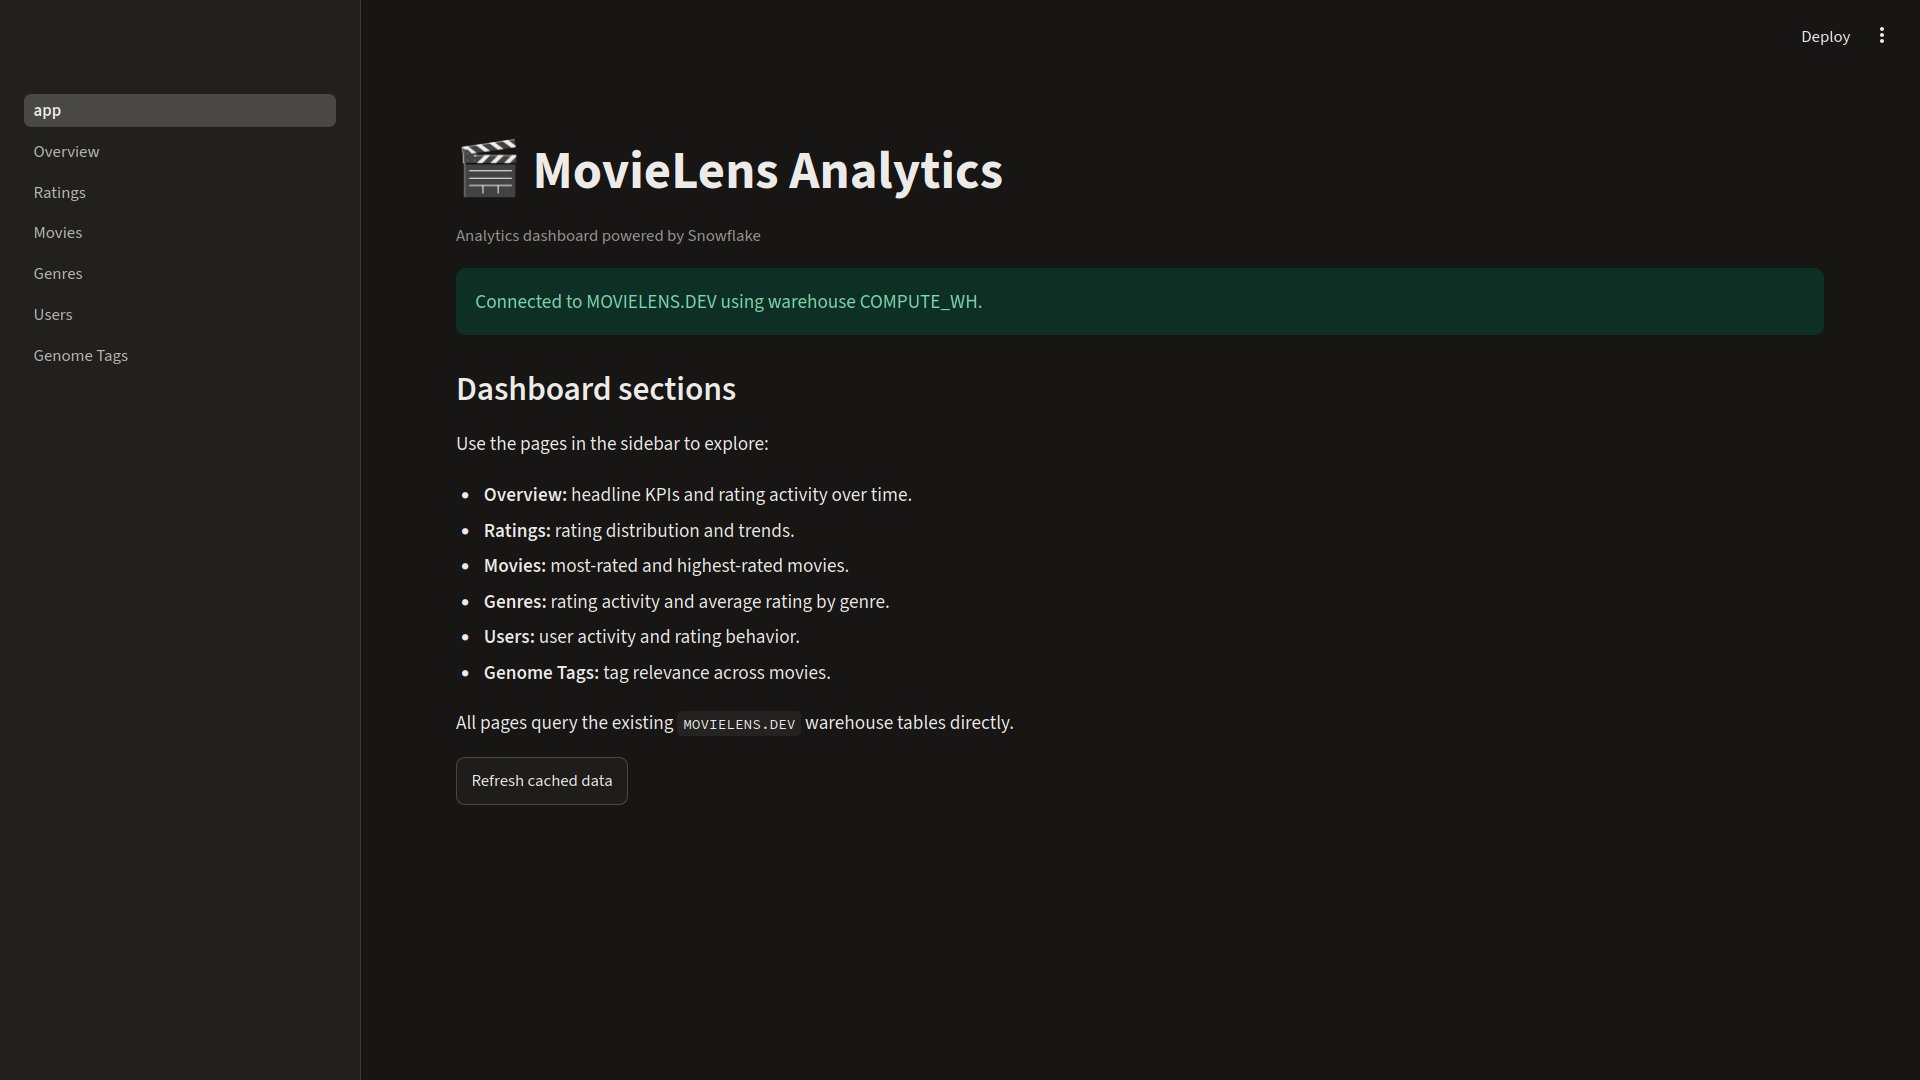 Deploy
app
Overview
Ratings
Movies
Genres
Users
Genome Tags
MovieLens Analytics
Analytics dashboard powered by Snowflake
Connected to MOVIELENS.DEV using warehouse COMPUTE_WH.
Dashboard sections
Use the pages in the sidebar to explore:
Overview: headline KPIs and rating activity over time.
Ratings: rating distribution and trends.
Movies: most-rated and highest-rated movies.
Genres: rating activity and average rating by genre.
Users: user activity and rating behavior.
Genome Tags: tag relevance across movies.
All pages query the existing MOVIELENS.DEV warehouse tables directly.
Refresh cached data